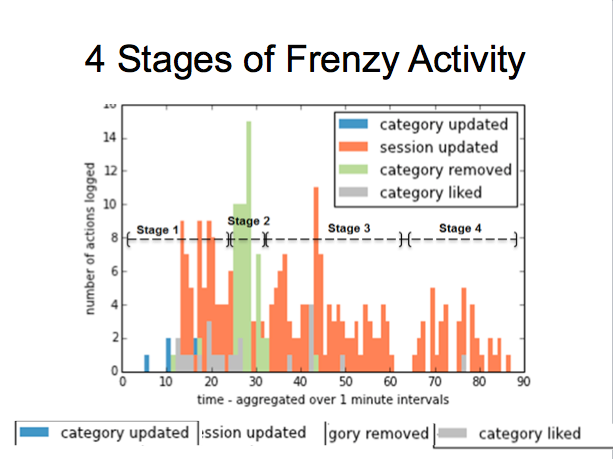 4 Stages of Frenzy Activity
16
14
12
10
8
6
4
2
0
number of actions logged
category updated
session updated
category removed
category liked
Stage 1
Stage 2
Stage 3
Stage 4
0 10 20 30 40 50 60 70 80 90
time - aggregated over 1 minute intervals
category updated ssion updated gory removed category liked